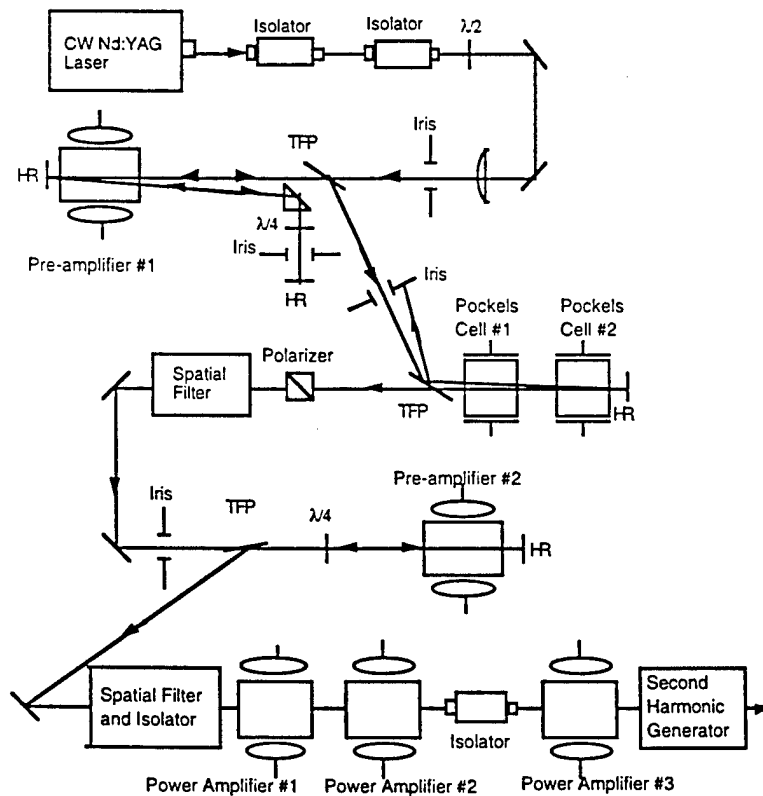 CW Nd:YAG
Laser
Isolator
Isolator
λ/2
TFP
Iris
HR
Pre-amplifier #1
λ/4
Iris
HR
Iris
Pockels
Cell #1
Pockels
Cell #2
HR
TFP
Polarizer
Spatial
Filter
Pre-amplifier #2
Iris
TFP
λ/4
HR
Spatial Filter
and Isolator
Power Amplifier #1
Power Amplifier #2
Isolator
Power Amplifier #3
Second
Harmonic
Generator